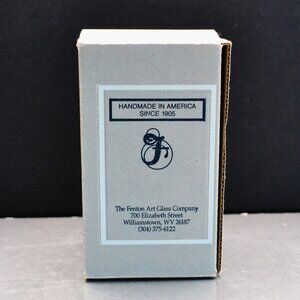 HANDMADE IN AMERICA
SINCE 1905
F
The Fenton Art Glass Company
700 Elizabeth Street
Williamstown, WV 26187
(304) 375-6122